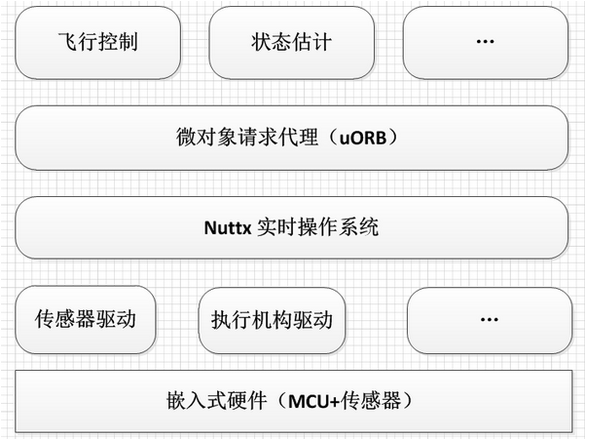 飞行控制
状态估计
...
微对象请求代理（uORB）
Nuttx 实时操作系统
传感器驱动
执行机构驱动
...
嵌入式硬件（MCU+传感器）